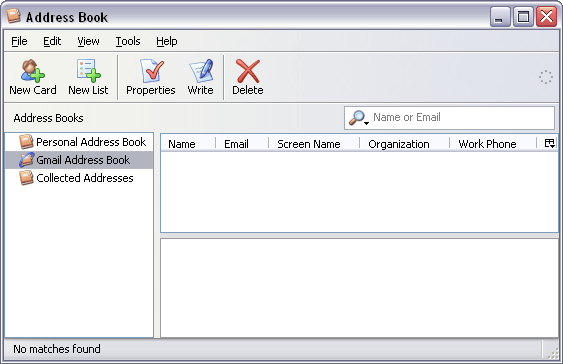 Address Book
File Edit View Tools Help
New Card New List Properties Write Delete
Address Books Name or Email
Personal Address Book
Gmail Address Book
Collected Addresses
Name Email Screen Name Organization Work Phone
No matches found